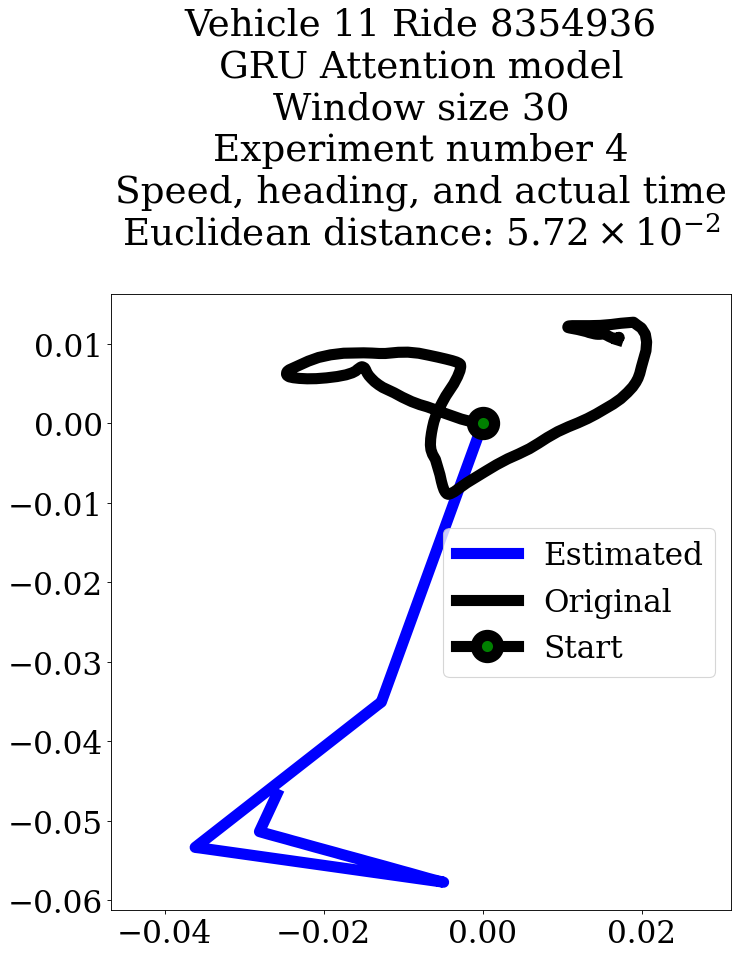 Vehicle 11 Ride 8354936
GRU Attention model
Window size 30
Experiment number 4
Speed, heading, and actual time
Euclidean distance: 5.72 × 10⁻²
0.01
0.00
−0.01
−0.02
−0.03
−0.04
−0.05
−0.06
Estimated
Original
Start
−0.04 −0.02 0.00 0.02